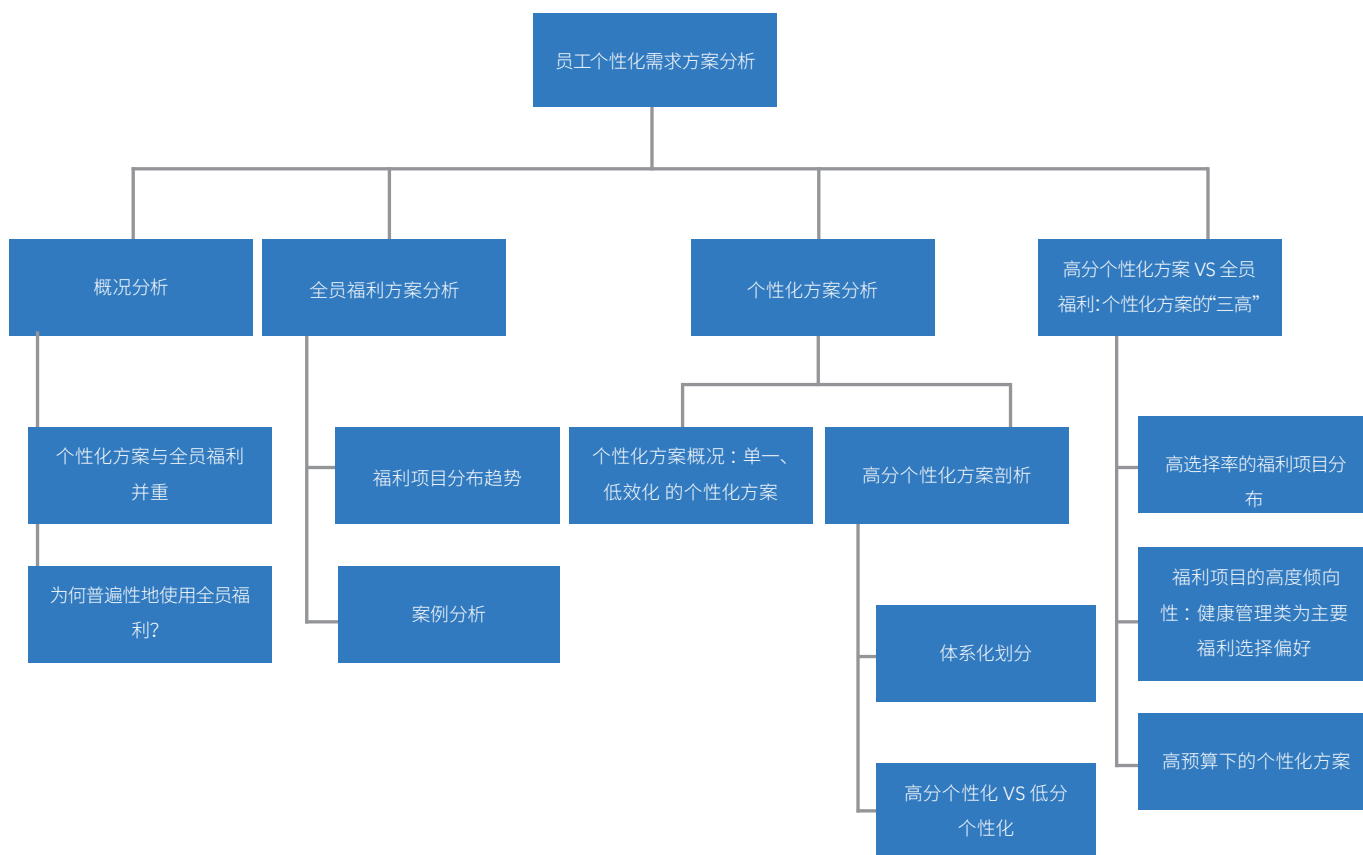 员工个性化需求方案分析
概况分析
全员福利方案分析
个性化方案分析
高分个性化方案 VS 全员
福利:个性化方案的“三高”
个性化方案与全员福利
并重
为何普遍性地使用全员福
利?
福利项目分布趋势
案例分析
个性化方案概况：单一、
低效化 的个性化方案
高分个性化方案剖析
体系化划分
高分个性化 VS 低分
个性化
高选择率的福利项目分
布
福利项目的高度倾向
性：健康管理类为主要
福利选择偏好
高预算下的个性化方案